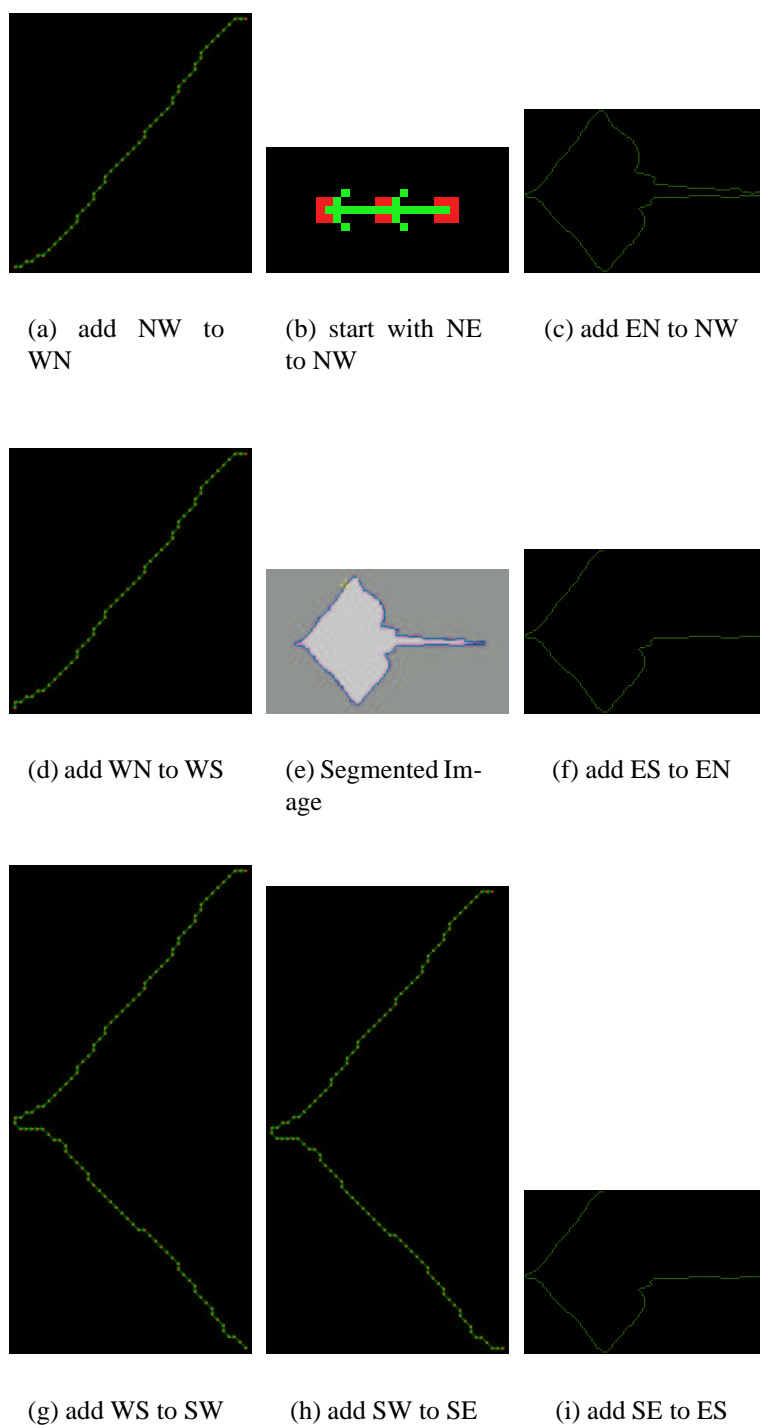 (a) add NW to
WN
(b) start with NE
to NW
(c) add EN to NW
(d) add WN to WS
(e) Segmented Im-
age
(f) add ES to EN
(g) add WS to SW
(h) add SW to SE
(i) add SE to ES